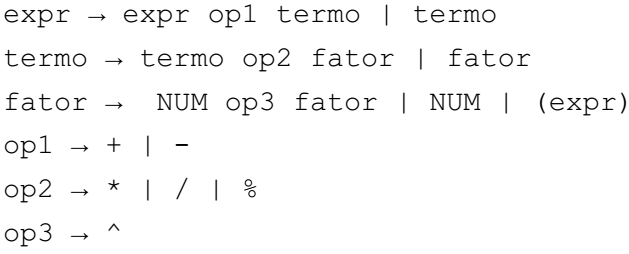 expr → expr op1 termo | termo
termo → termo op2 fator | fator
fator →  NUM op3 fator | NUM | (expr)
op1 → + | -
op2 → * | / | %
op3 → ^